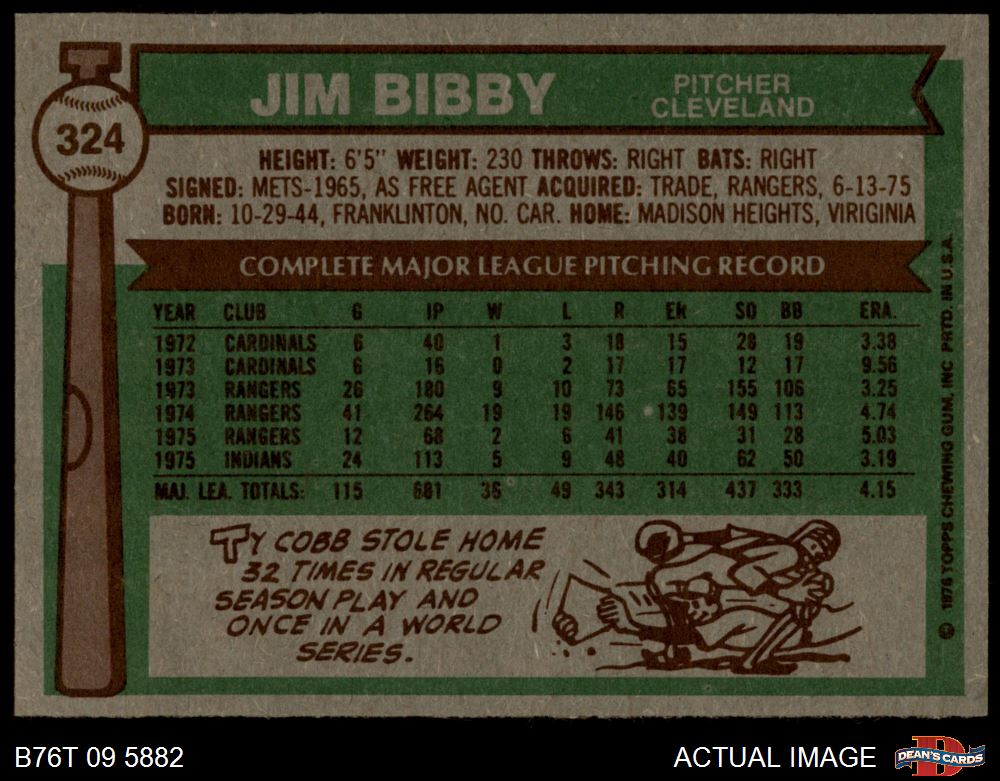 JIM BIBBY
PITCHER
CLEVELAND
324
HEIGHT: 6'5" WEIGHT: 230 THROWS: RIGHT BATS: RIGHT
SIGNED: METS-1965, AS FREE AGENT ACQUIRED: TRADE, RANGERS, 6-13-75
BORN: 10-29-44, FRANKLINTON, NO. CAR. HOME: MADISON HEIGHTS, VIRIGINIA
COMPLETE MAJOR LEAGUE PITCHING RECORD
YEAR CLUB G IP W L R ER SO BB ERA.
1972 CARDINALS 6 40 1 3 18 15 28 19 3.38
1973 CARDINALS 6 16 0 2 17 17 12 17 9.56
1973 RANGERS 26 180 9 10 73 65 155 106 3.25
1974 RANGERS 41 264 19 19 146 139 149 113 4.74
1975 RANGERS 12 68 2 6 41 38 31 28 5.03
1975 INDIANS 24 113 5 9 48 40 62 50 3.19
MAJ. LEA. TOTALS: 115 681 36 49 343 314 437 333 4.15
TY COBB STOLE HOME
32 TIMES IN REGULAR
SEASON PLAY AND
ONCE IN A WORLD
SERIES.
© 1976 TOPPS CHEWING GUM, INC PRTD. IN U.S.A.
B76T 09 5882
ACTUAL IMAGE
D
DEAN'S CARDS